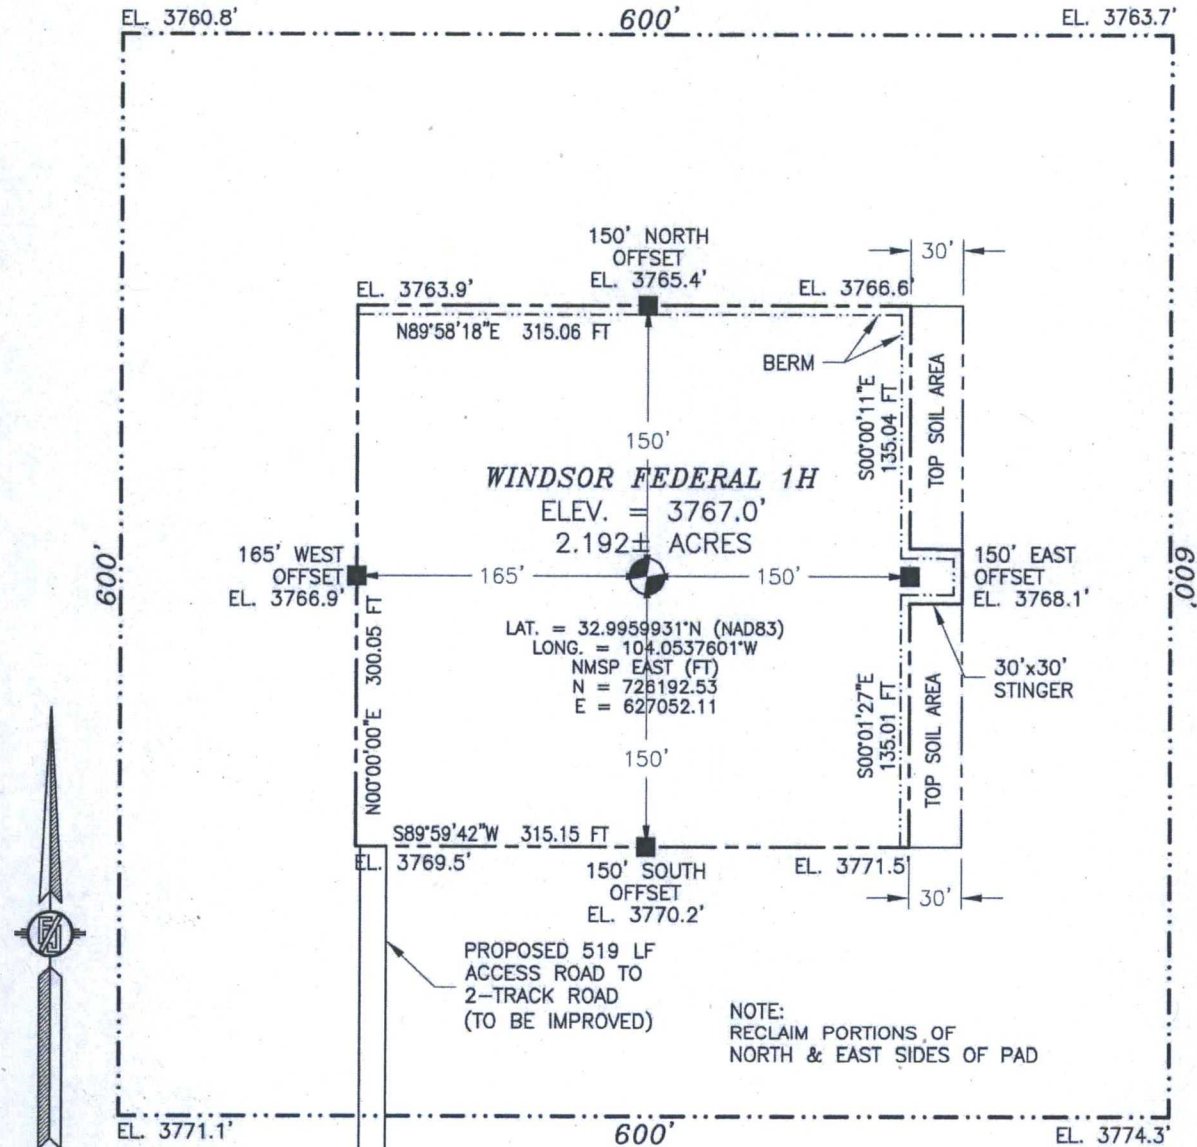 EL. 3760.8'
600'
EL. 3763.7'
150' NORTH
OFFSET
EL. 3765.4'
30'
EL. 3763.9'
EL. 3766.6'
N89°58'18"E 315.06 FT
BERM
S00°00'11"E
135.04 FT
TOP SOIL AREA
150'
WINDSOR FEDERAL 1H
ELEV. = 3767.0'
2.192± ACRES
600'
165' WEST
OFFSET
EL. 3766.9'
165'
150'
150' EAST
OFFSET
EL. 3768.1'
600'
LAT. = 32.9959931°N (NAD83)
LONG. = 104.0537601°W
NMSP EAST (FT)
N = 726192.53
E = 627052.11
N00°00'00"E 300.05 FT
30'x30'
STINGER
S00°01'27"E
135.01 FT
TOP SOIL AREA
150'
S89°59'42"W 315.15 FT
EL. 3769.5'
EL. 3771.5'
150' SOUTH
OFFSET
EL. 3770.2'
30'
PROPOSED 519 LF
ACCESS ROAD TO
2-TRACK ROAD
(TO BE IMPROVED)
NOTE:
RECLAIM PORTIONS OF
NORTH & EAST SIDES OF PAD
EL. 3771.1'
600'
EL. 3774.3'